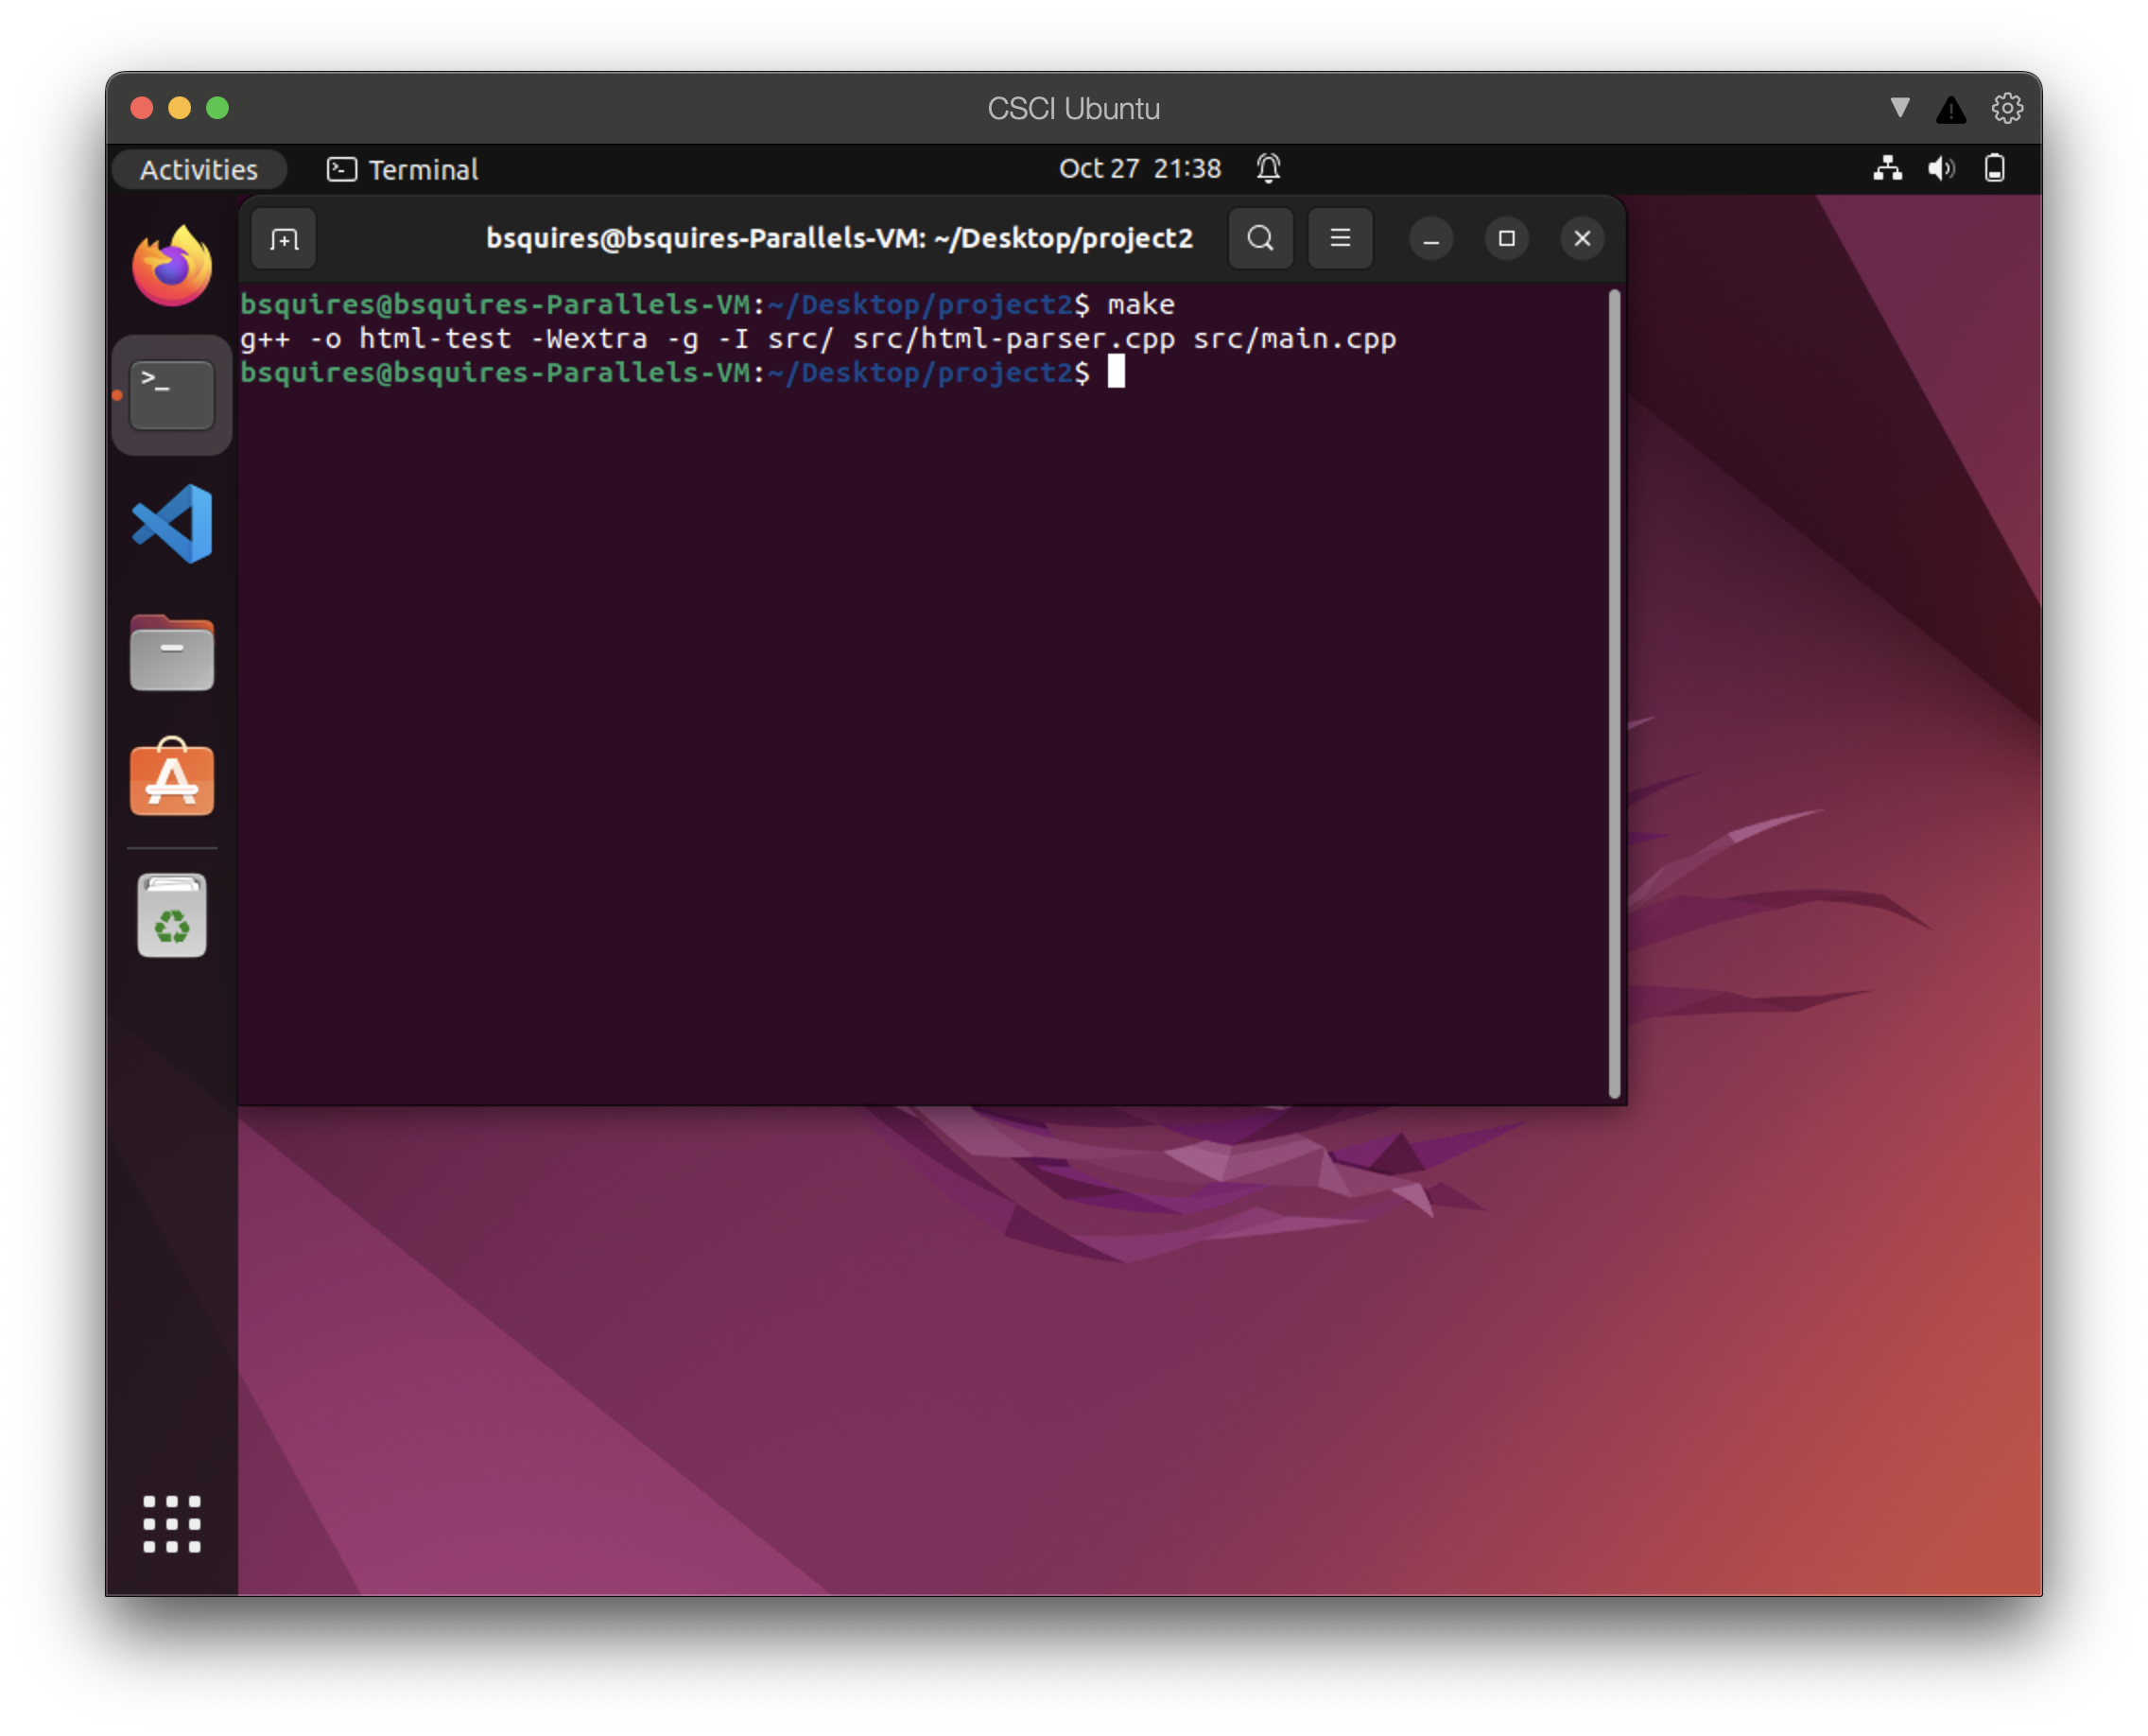 CSCI Ubuntu
Activities
Terminal
Oct 27 21:38
bsquires@bsquires-Parallels-VM: ~/Desktop/project2
bsquires@bsquires-Parallels-VM:~/Desktop/project2$ make
g++ -o html-test -Wextra -g -I src/ src/html-parser.cpp src/main.cpp
bsquires@bsquires-Parallels-VM:~/Desktop/project2$